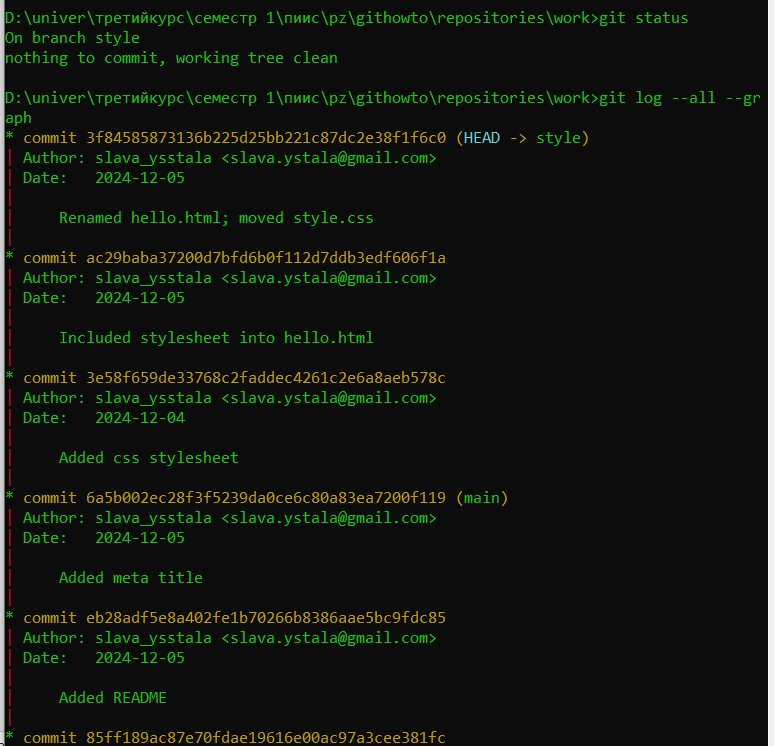 D:\univer\третийкурс\семестр 1\пиис\pz\githowto\repositories\work>git status
On branch style
nothing to commit, working tree clean
D:\univer\третийкурс\семестр 1\пиис\pz\githowto\repositories\work>git log --all --gr
aph
* commit 3f84585873136b225d25bb221c87dc2e38f1f6c0 (HEAD -> style)
| Author: slava_ysstala <slava.ystala@gmail.com>
| Date:   2024-12-05
|
|     Renamed hello.html; moved style.css
|
* commit ac29baba37200d7bfd6b0f112d7ddb3edf606f1a
| Author: slava_ysstala <slava.ystala@gmail.com>
| Date:   2024-12-05
|
|     Included stylesheet into hello.html
|
* commit 3e58f659de33768c2faddec4261c2e6a8aeb578c
| Author: slava_ysstala <slava.ystala@gmail.com>
| Date:   2024-12-04
|
|     Added css stylesheet
|
* commit 6a5b002ec28f3f5239da0ce6c80a83ea7200f119 (main)
| Author: slava_ysstala <slava.ystala@gmail.com>
| Date:   2024-12-05
|
|     Added meta title
|
* commit eb28adf5e8a402fe1b70266b8386aae5bc9fdc85
| Author: slava_ysstala <slava.ystala@gmail.com>
| Date:   2024-12-05
|
|     Added README
|
* commit 85ff189ac87e70fdae19616e00ac97a3cee381fc